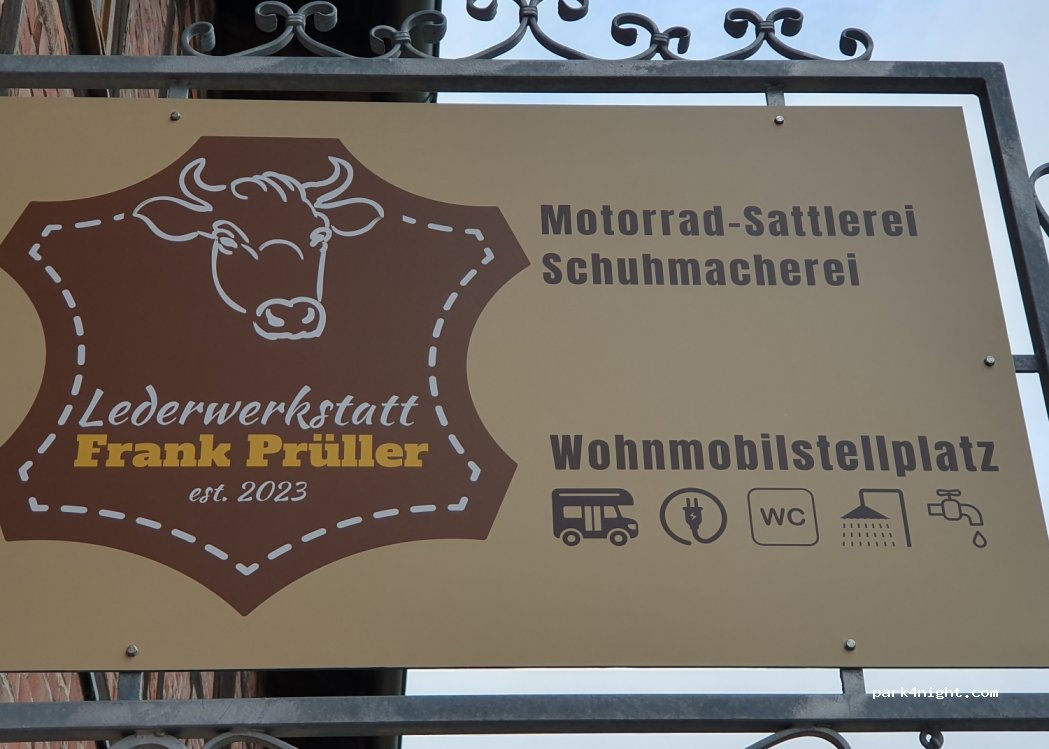 Lederwerkstatt
Frank Prüller
est. 2023
Motorrad-Sattlerei
Schuhmacherei
Wohnmobilstellplatz
WC
park4night.com